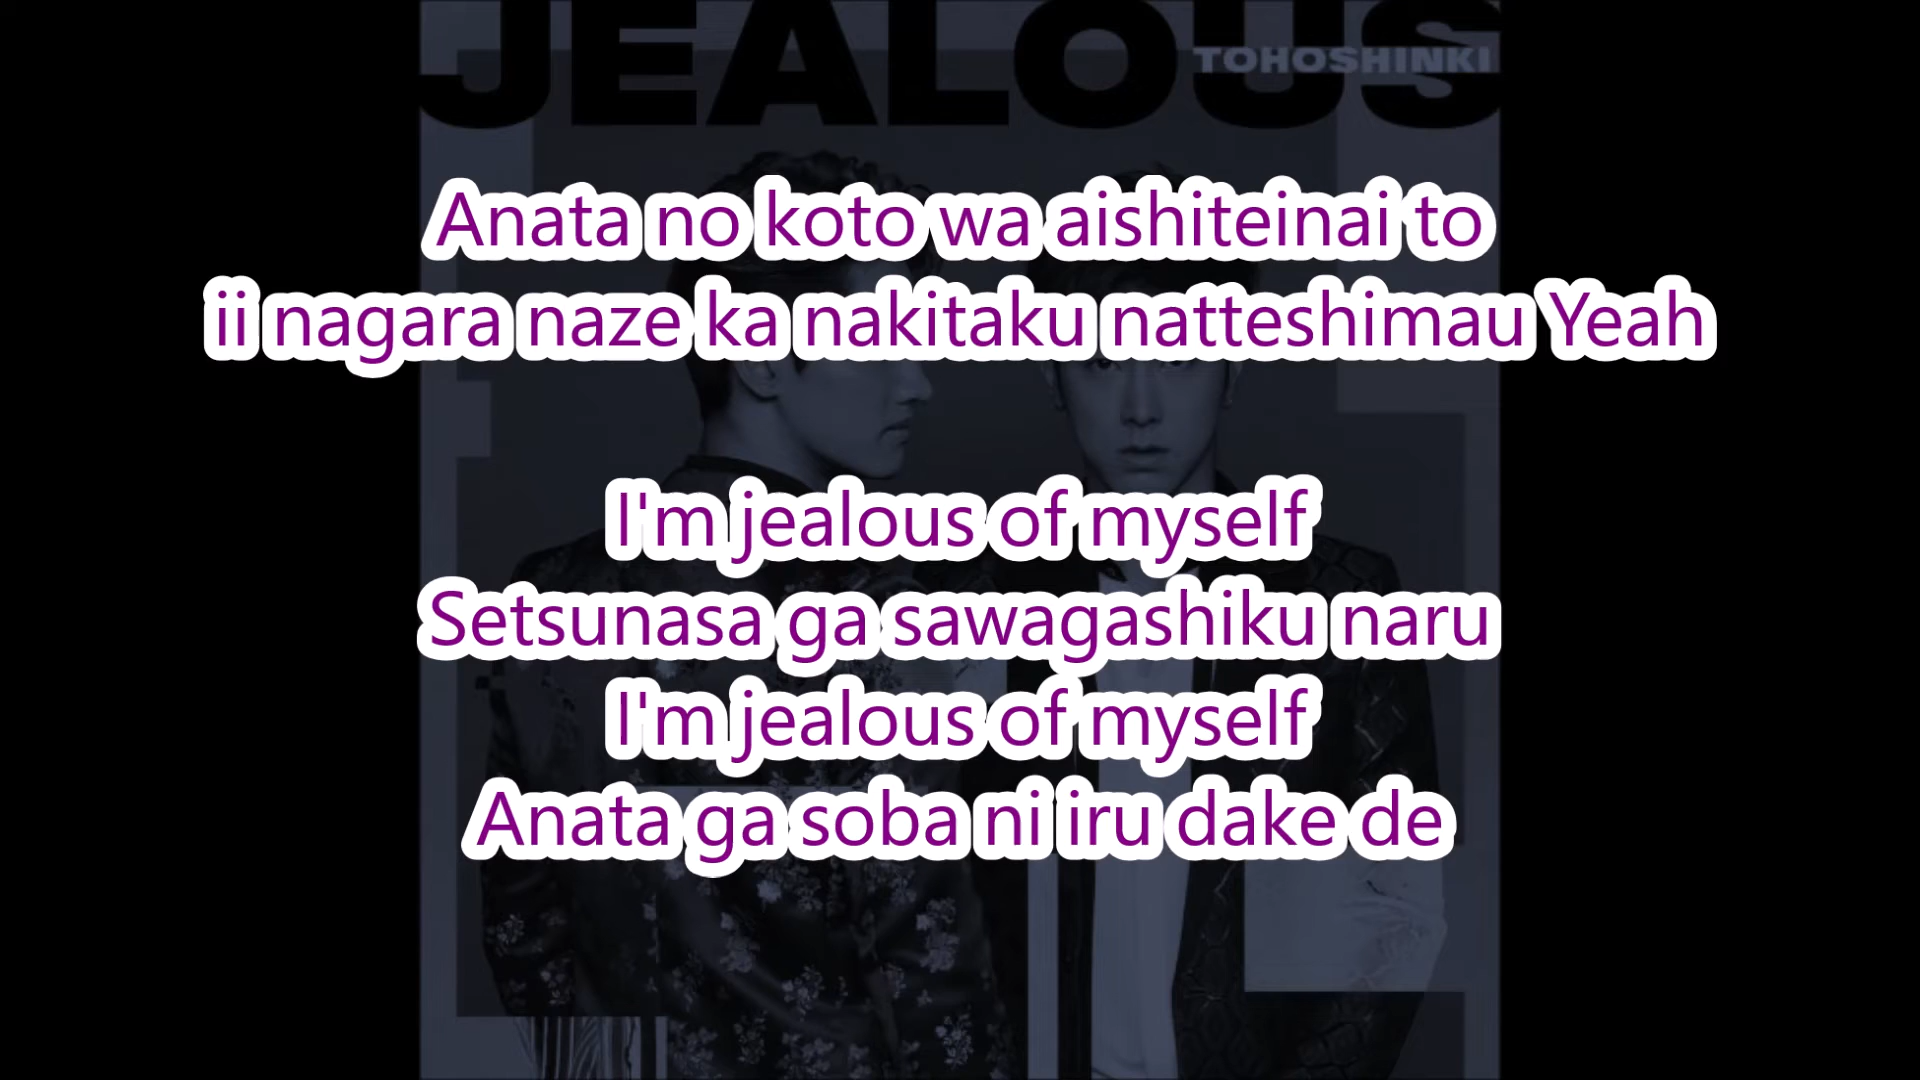 JEALOUS
TOHOSHINKI
Anata no koto wa aishiteinai to
ii nagara naze ka nakitaku natteshimau Yeah
I'm jealous of myself
Setsunasa ga sawagashiku naru
I'm jealous of myself
Anata ga soba ni iru dake de